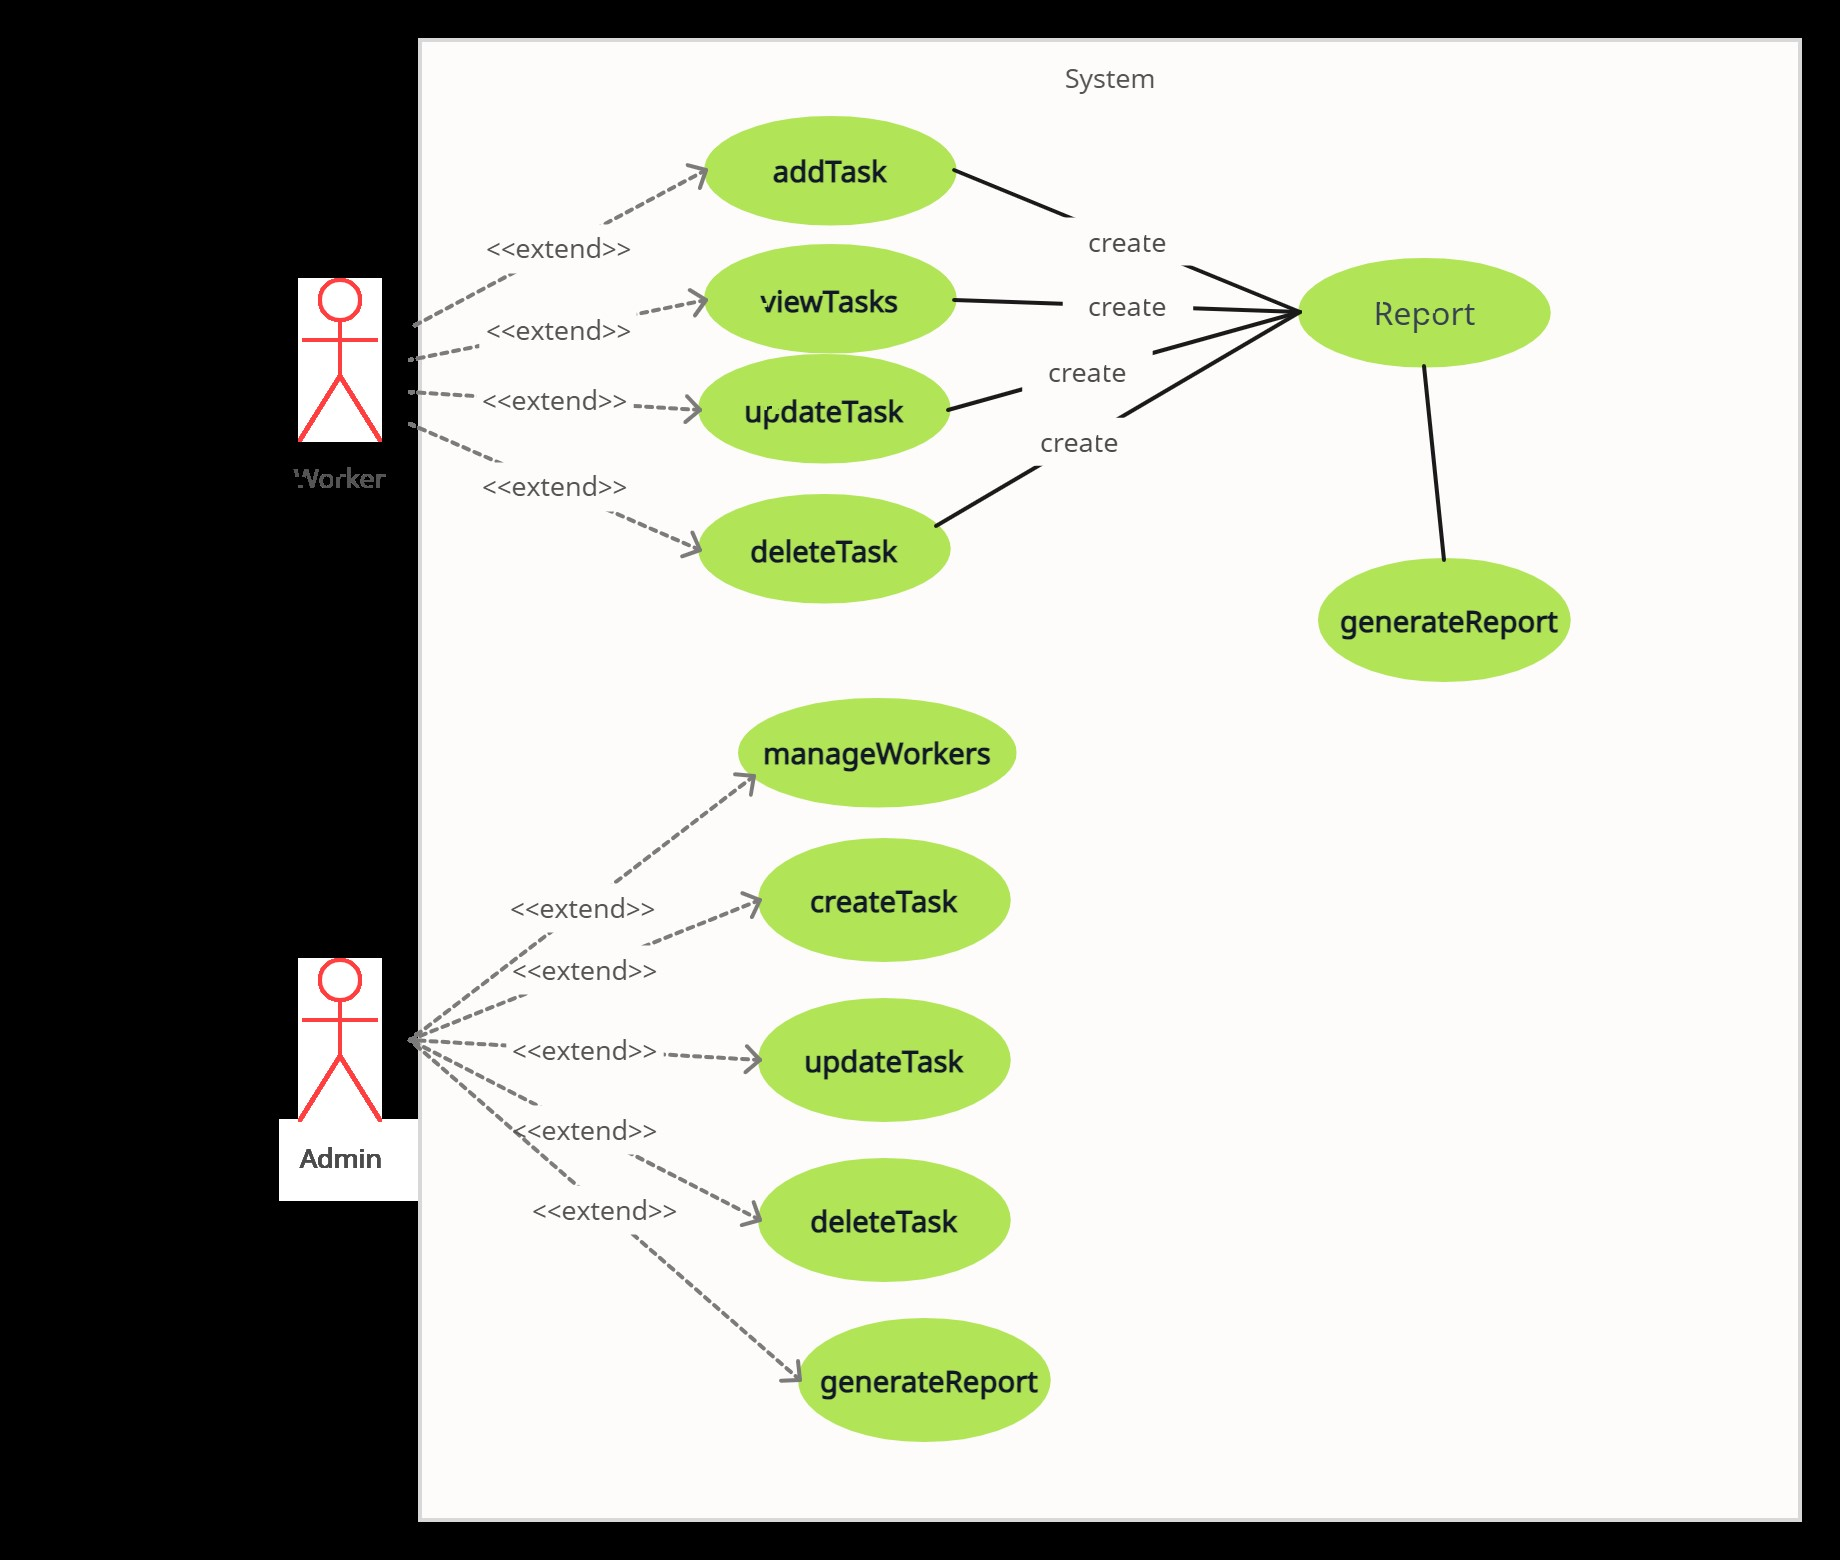 System
addTask
<<extend>>
create
viewTasks
<<extend>>
create
Report
updateTask
<<extend>>
create
create
Worker
<<extend>>
deleteTask
generateReport
manageWorkers
<<extend>>
createTask
<<extend>>
<<extend>>
updateTask
<<extend>>
Admin
<<extend>>
deleteTask
generateReport